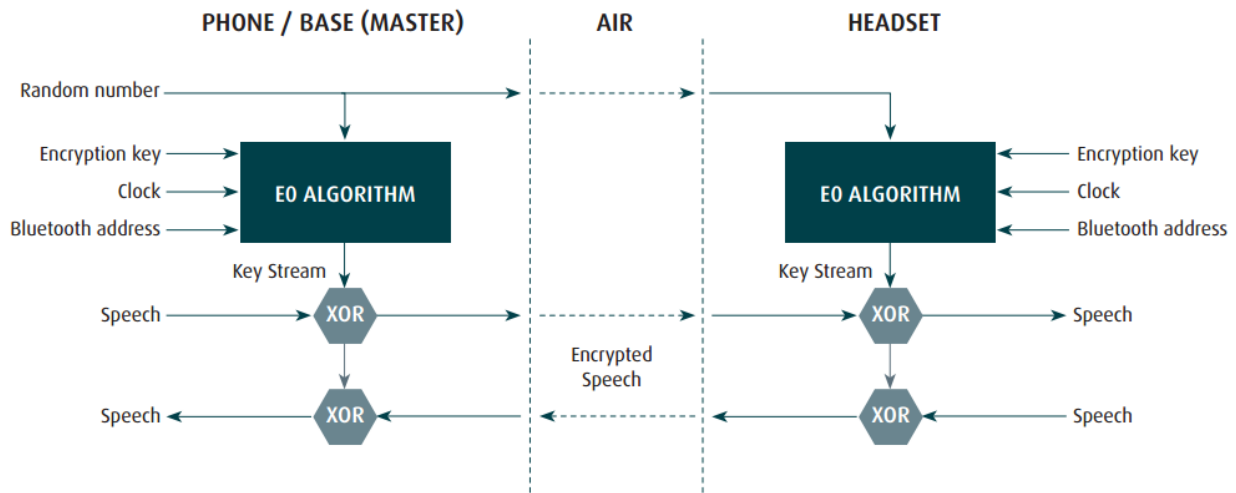 PHONE / BASE (MASTER)
AIR
HEADSET
Random number
Encryption key
Clock
Bluetooth address
E0 ALGORITHM
E0 ALGORITHM
Encryption key
Clock
Bluetooth address
Key Stream
Key Stream
Speech
XOR
XOR
Speech
Encrypted
Speech
Speech
XOR
XOR
Speech